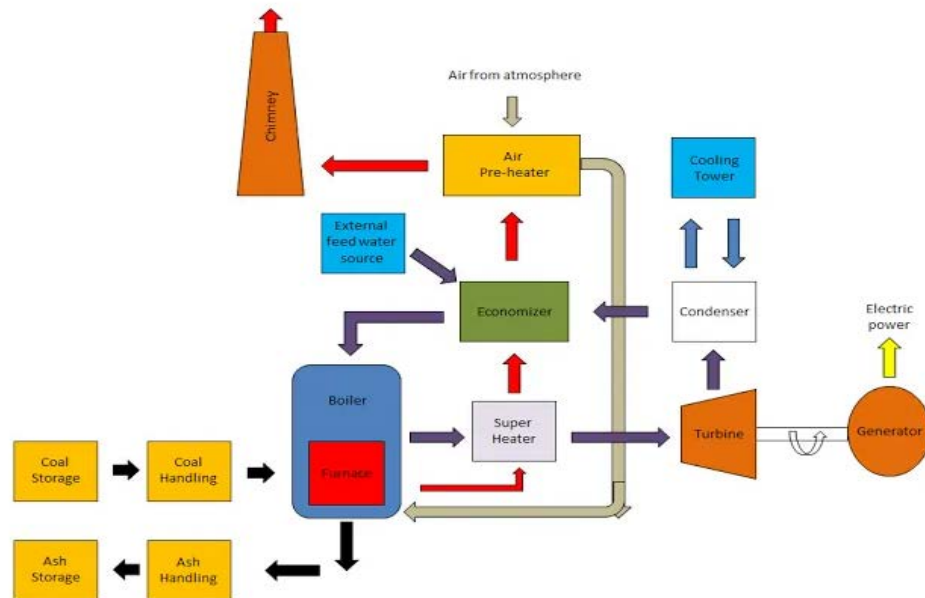 Chimney
Air from atmosphere
Air
Pre-heater
Cooling
Tower
External
feed water
source
Economizer
Condenser
Electric
power
Boiler
Super
Heater
Turbine
Generator
Coal
Storage
Coal
Handling
Furnace
Ash
Storage
Ash
Handling